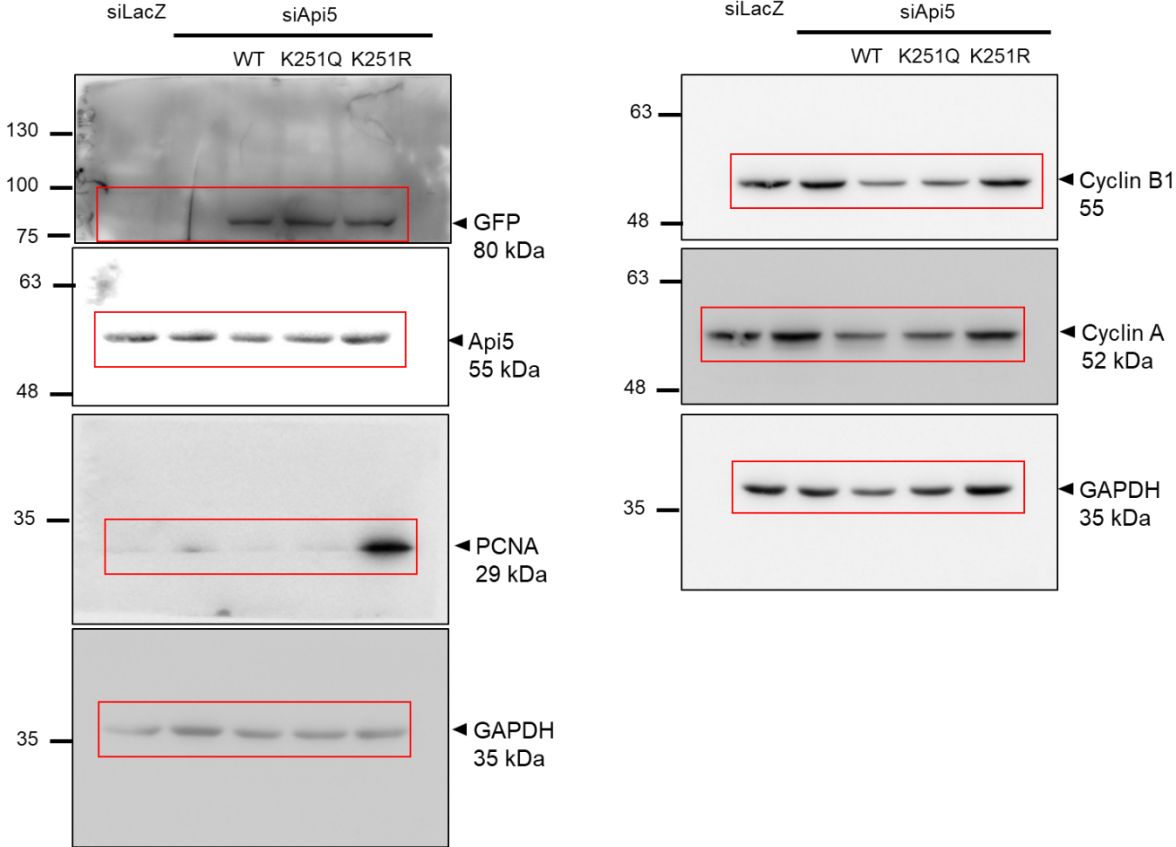 siLacZ
siApi5
WT K251Q K251R
130
100
75
GFP
80 kDa
63
48
Api5
55 kDa
35
PCNA
29 kDa
35
GAPDH
35 kDa
siLacZ
siApi5
WT K251Q K251R
63
48
Cyclin B1
55
63
48
Cyclin A
52 kDa
35
GAPDH
35 kDa